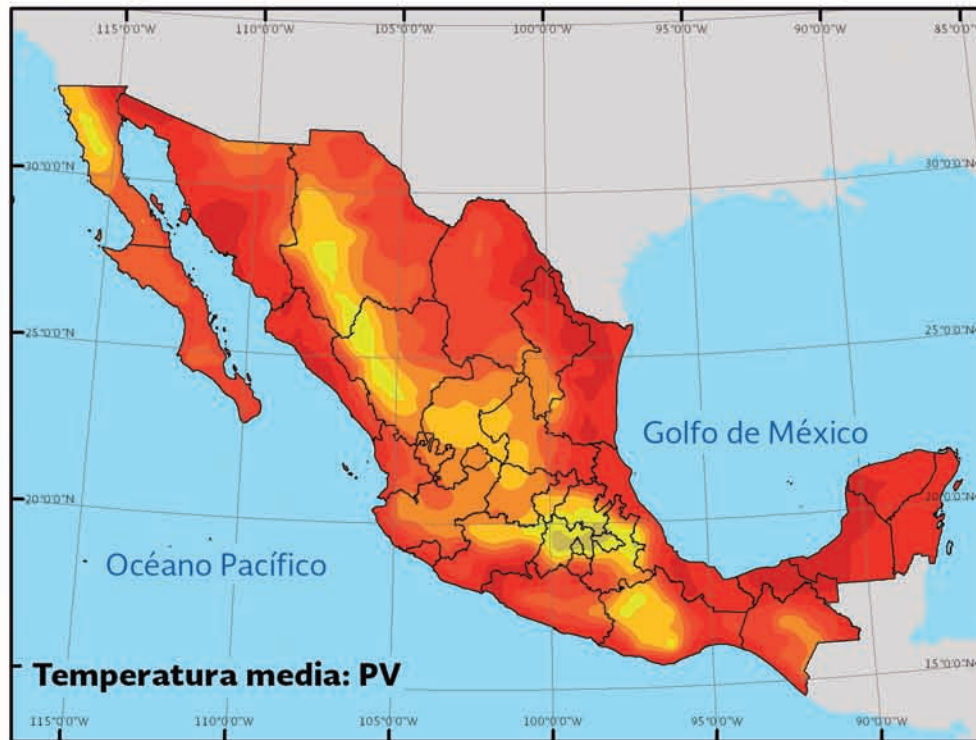 115°0'0"W 110°0'0"W 105°0'0"W 100°0'0"W 95°0'0"W 90°0'0"W 85°0'0"W
30°0'0"N 30°0'0"N
25°0'0"N 25°0'0"N
Golfo de México
20°0'0"N 20°0'0"N
Océano Pacífico
Temperatura media: PV
15°0'0"N
115°0'0"W 110°0'0"W 105°0'0"W 100°0'0"W 95°0'0"W 90°0'0"W